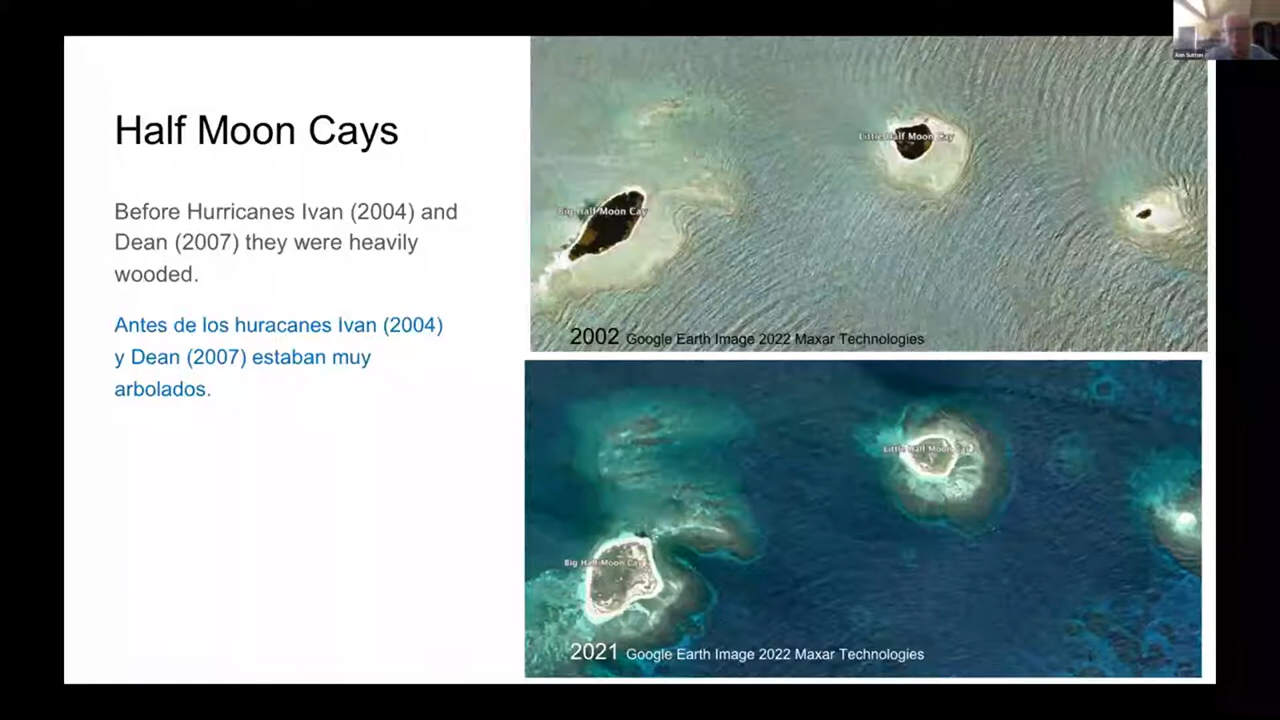 Ann Sutton
Half Moon Cays
Before Hurricanes Ivan (2004) and
Dean (2007) they were heavily
wooded.
Antes de los huracanes Ivan (2004)
y Dean (2007) estaban muy
arbolados.
Little Half Moon Cay
Big Half Moon Cay
2002 Google Earth Image 2022 Maxar Technologies
Little Half Moon Cay
Big Half Moon Cay
2021 Google Earth Image 2022 Maxar Technologies